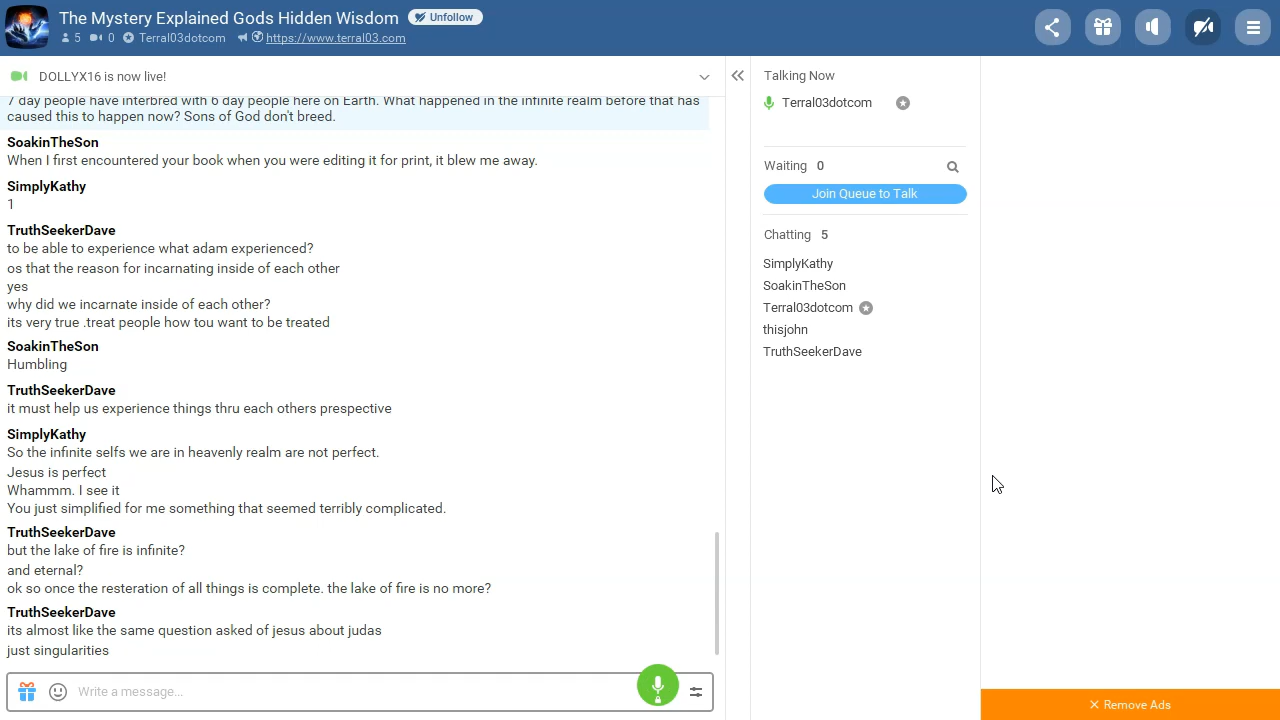 The Mystery Explained Gods Hidden Wisdom
Unfollow
5 0 Terral03dotcom https://www.terral03.com
DOLLYX16 is now live!
7 day people have interbred with 6 day people here on Earth. What happened in the infinite realm before that has
caused this to happen now? Sons of God don't breed.
SoakinTheSon
When I first encountered your book when you were editing it for print, it blew me away.
SimplyKathy
1
TruthSeekerDave
to be able to experience what adam experienced?
os that the reason for incarnating inside of each other
yes
why did we incarnate inside of each other?
its very true .treat people how tou want to be treated
SoakinTheSon
Humbling
TruthSeekerDave
it must help us experience things thru each others prespective
SimplyKathy
So the infinite selfs we are in heavenly realm are not perfect.
Jesus is perfect
Whammm. I see it
You just simplified for me something that seemed terribly complicated.
TruthSeekerDave
but the lake of fire is infinite?
and eternal?
ok so once the resteration of all things is complete. the lake of fire is no more?
TruthSeekerDave
its almost like the same question asked of jesus about judas
just singularities
Write a message...
Talking Now
Terral03dotcom
Waiting 0
Join Queue to Talk
Chatting 5
SimplyKathy
SoakinTheSon
Terral03dotcom
thisjohn
TruthSeekerDave
Remove Ads